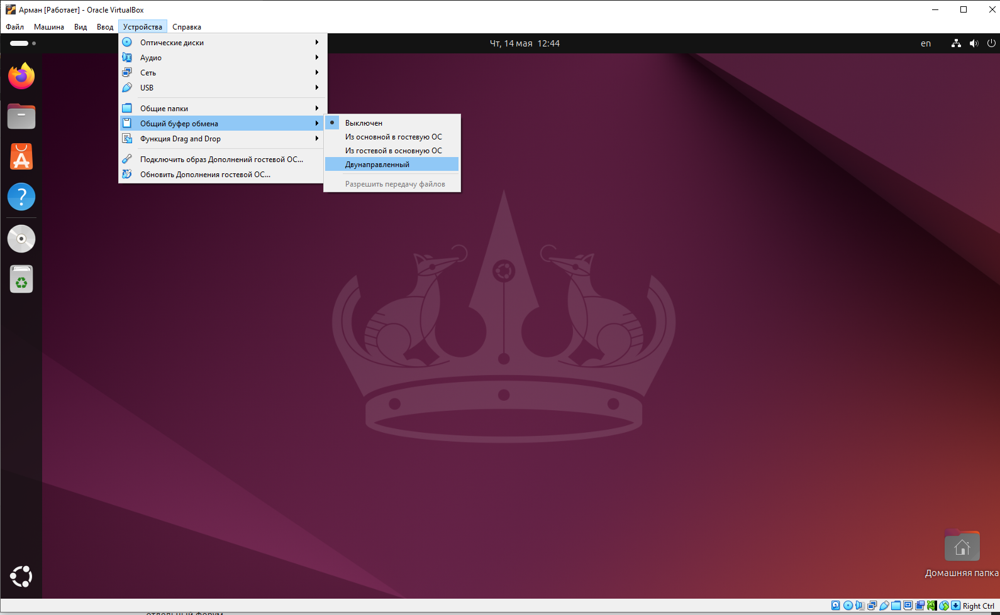 Арман [Работает] - Oracle VirtualBox
Файл Машина Вид Ввод Устройства Справка
Чт, 14 мая 12:44
en
Оптические диски
Аудио
Сеть
USB
Общие папки
Общий буфер обмена
Функция Drag and Drop
Подключить образ Дополнений гостевой ОС...
Обновить Дополнения гостевой ОС...
Выключен
Из основной в гостевую ОС
Из гостевой в основную ОС
Двунаправленный
Разрешить передачу файлов
Домашняя папка
Right Ctrl
отдельный форум